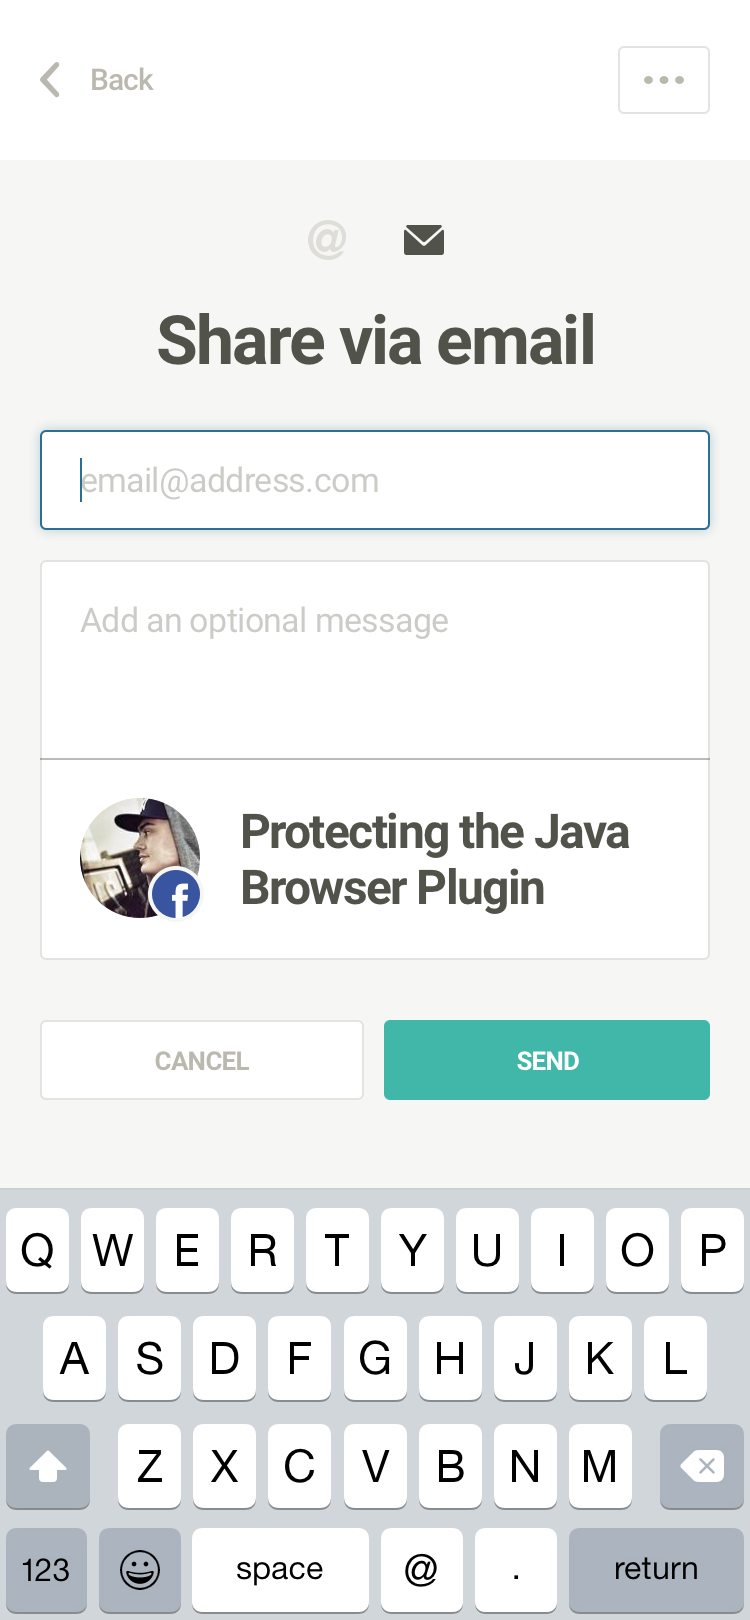 Back
@
Share via email
email@address.com
Add an optional message
Protecting the Java
Browser Plugin
f
CANCEL
SEND
Q W E R T Y U I O P
A S D F G H J K L
Z X C V B N M
123 space @ . return